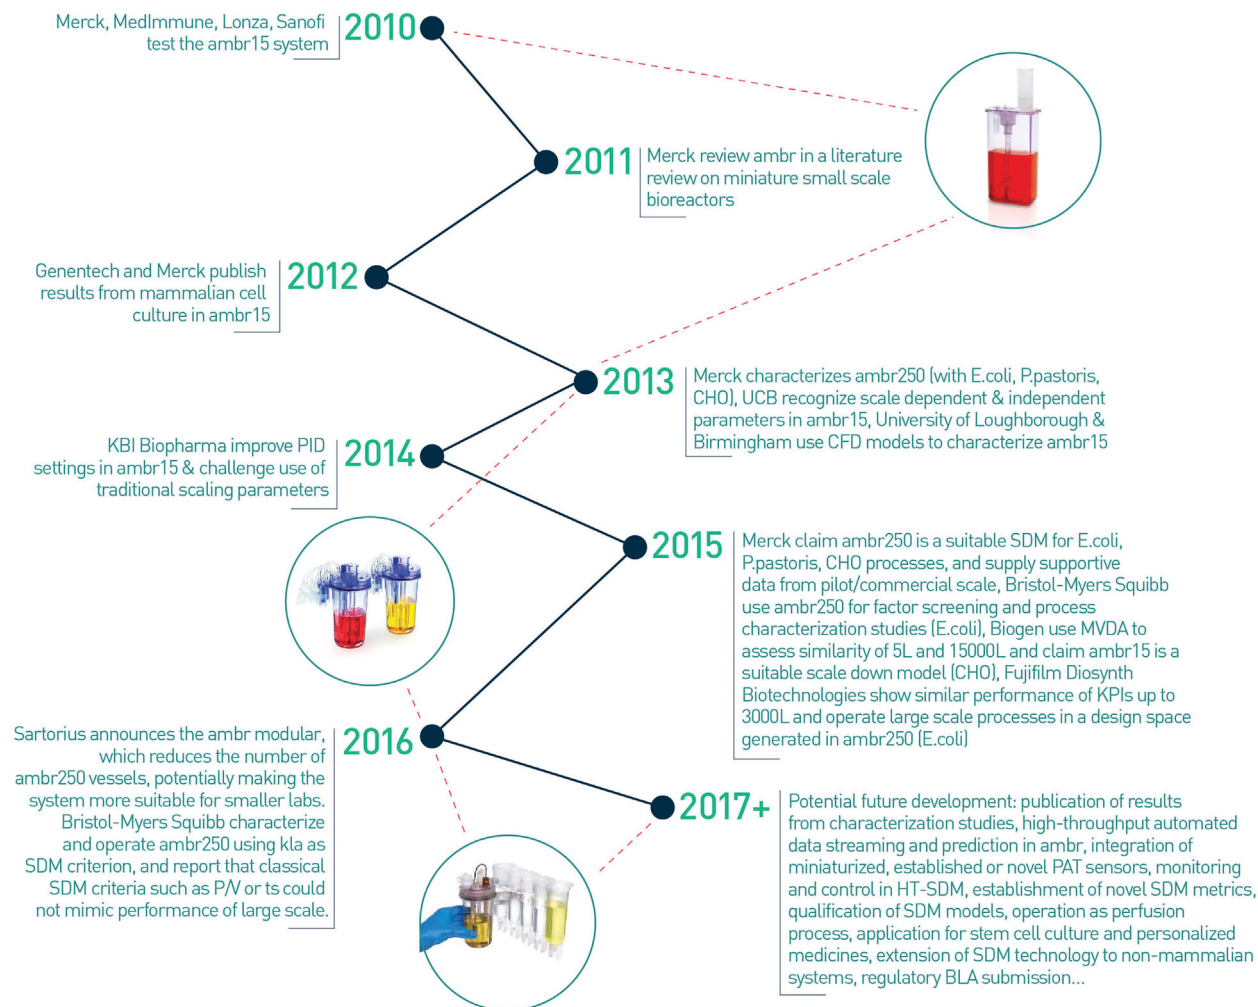 Merck, MedImmune, Lonza, Sanofi
test the ambr15 system
2010
2011
Merck review ambr in a literature
review on miniature small scale
bioreactors
Genentech and Merck publish
results from mammalian cell
culture in ambr15
2012
2013
Merck characterizes ambr250 (with E.coli, P.pastoris,
CHO), UCB recognize scale dependent & independent
parameters in ambr15, University of Loughborough &
Birmingham use CFD models to characterize ambr15
KBI Biopharma improve PID
settings in ambr15 & challenge use of
traditional scaling parameters
2014
2015
Merck claim ambr250 is a suitable SDM for E.coli,
P.pastoris, CHO processes, and supply supportive
data from pilot/commercial scale, Bristol-Myers Squibb
use ambr250 for factor screening and process
characterization studies (E.coli), Biogen use MVDA to
assess similarity of 5L and 15000L and claim ambr15 is a
suitable scale down model (CHO), Fujifilm Diosynth
Biotechnologies show similar performance of KPIs up to
3000L and operate large scale processes in a design space
generated in ambr250 (E.coli)
Sartorius announces the ambr modular,
which reduces the number of
ambr250 vessels, potentially making the
system more suitable for smaller labs.
Bristol-Myers Squibb characterize
and operate ambr250 using kla as
SDM criterion, and report that classical
SDM criteria such as P/V or ts could
not mimic performance of large scale.
2016
2017+
Potential future development: publication of results
from characterization studies, high-throughput automated
data streaming and prediction in ambr, integration of
miniaturized, established or novel PAT sensors, monitoring
and control in HT-SDM, establishment of novel SDM metrics,
qualification of SDM models, operation as perfusion
process, application for stem cell culture and personalized
medicines, extension of SDM technology to non-mammalian
systems, regulatory BLA submission...